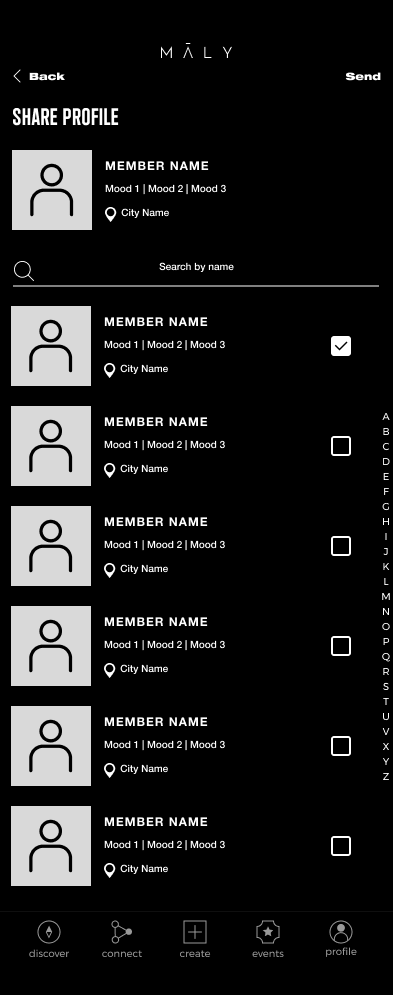 MĀLY
Back
Send
SHARE PROFILE
MEMBER NAME
Mood 1 | Mood 2 | Mood 3
City Name
Search by name
MEMBER NAME
Mood 1 | Mood 2 | Mood 3
City Name
MEMBER NAME
Mood 1 | Mood 2 | Mood 3
City Name
MEMBER NAME
Mood 1 | Mood 2 | Mood 3
City Name
MEMBER NAME
Mood 1 | Mood 2 | Mood 3
City Name
MEMBER NAME
Mood 1 | Mood 2 | Mood 3
City Name
MEMBER NAME
Mood 1 | Mood 2 | Mood 3
City Name
A
B
C
D
E
F
G
H
I
J
K
L
M
N
O
P
Q
R
S
T
U
V
X
Y
Z
discover
connect
create
events
profile